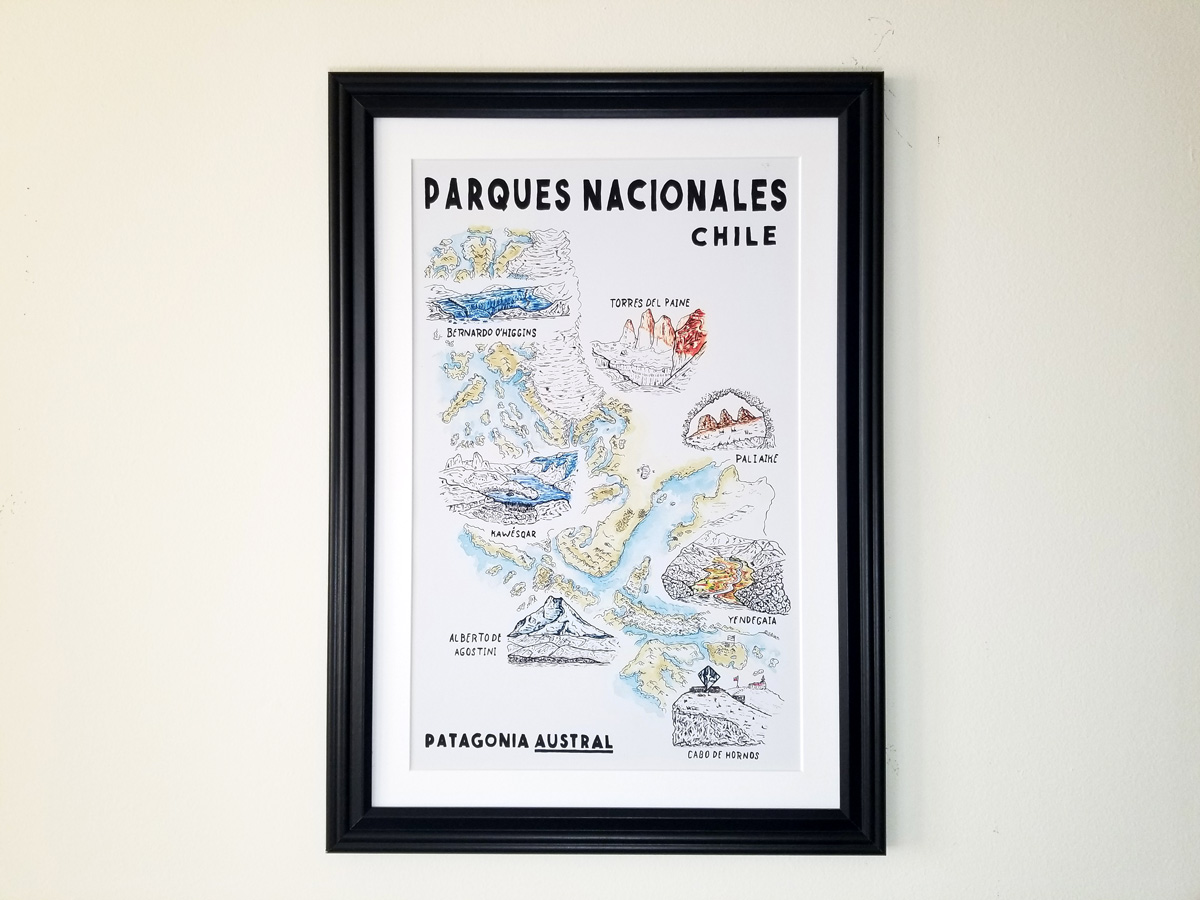 PARQUES NACIONALES
CHILE
TORRES DEL PAINE
BERNARDO O'HIGGINS
PALI AIKE
KAWÉSQAR
YENDEGAIA
ALBERTO DE
AGOSTINI
PATAGONIA AUSTRAL
CABO DE HORNOS